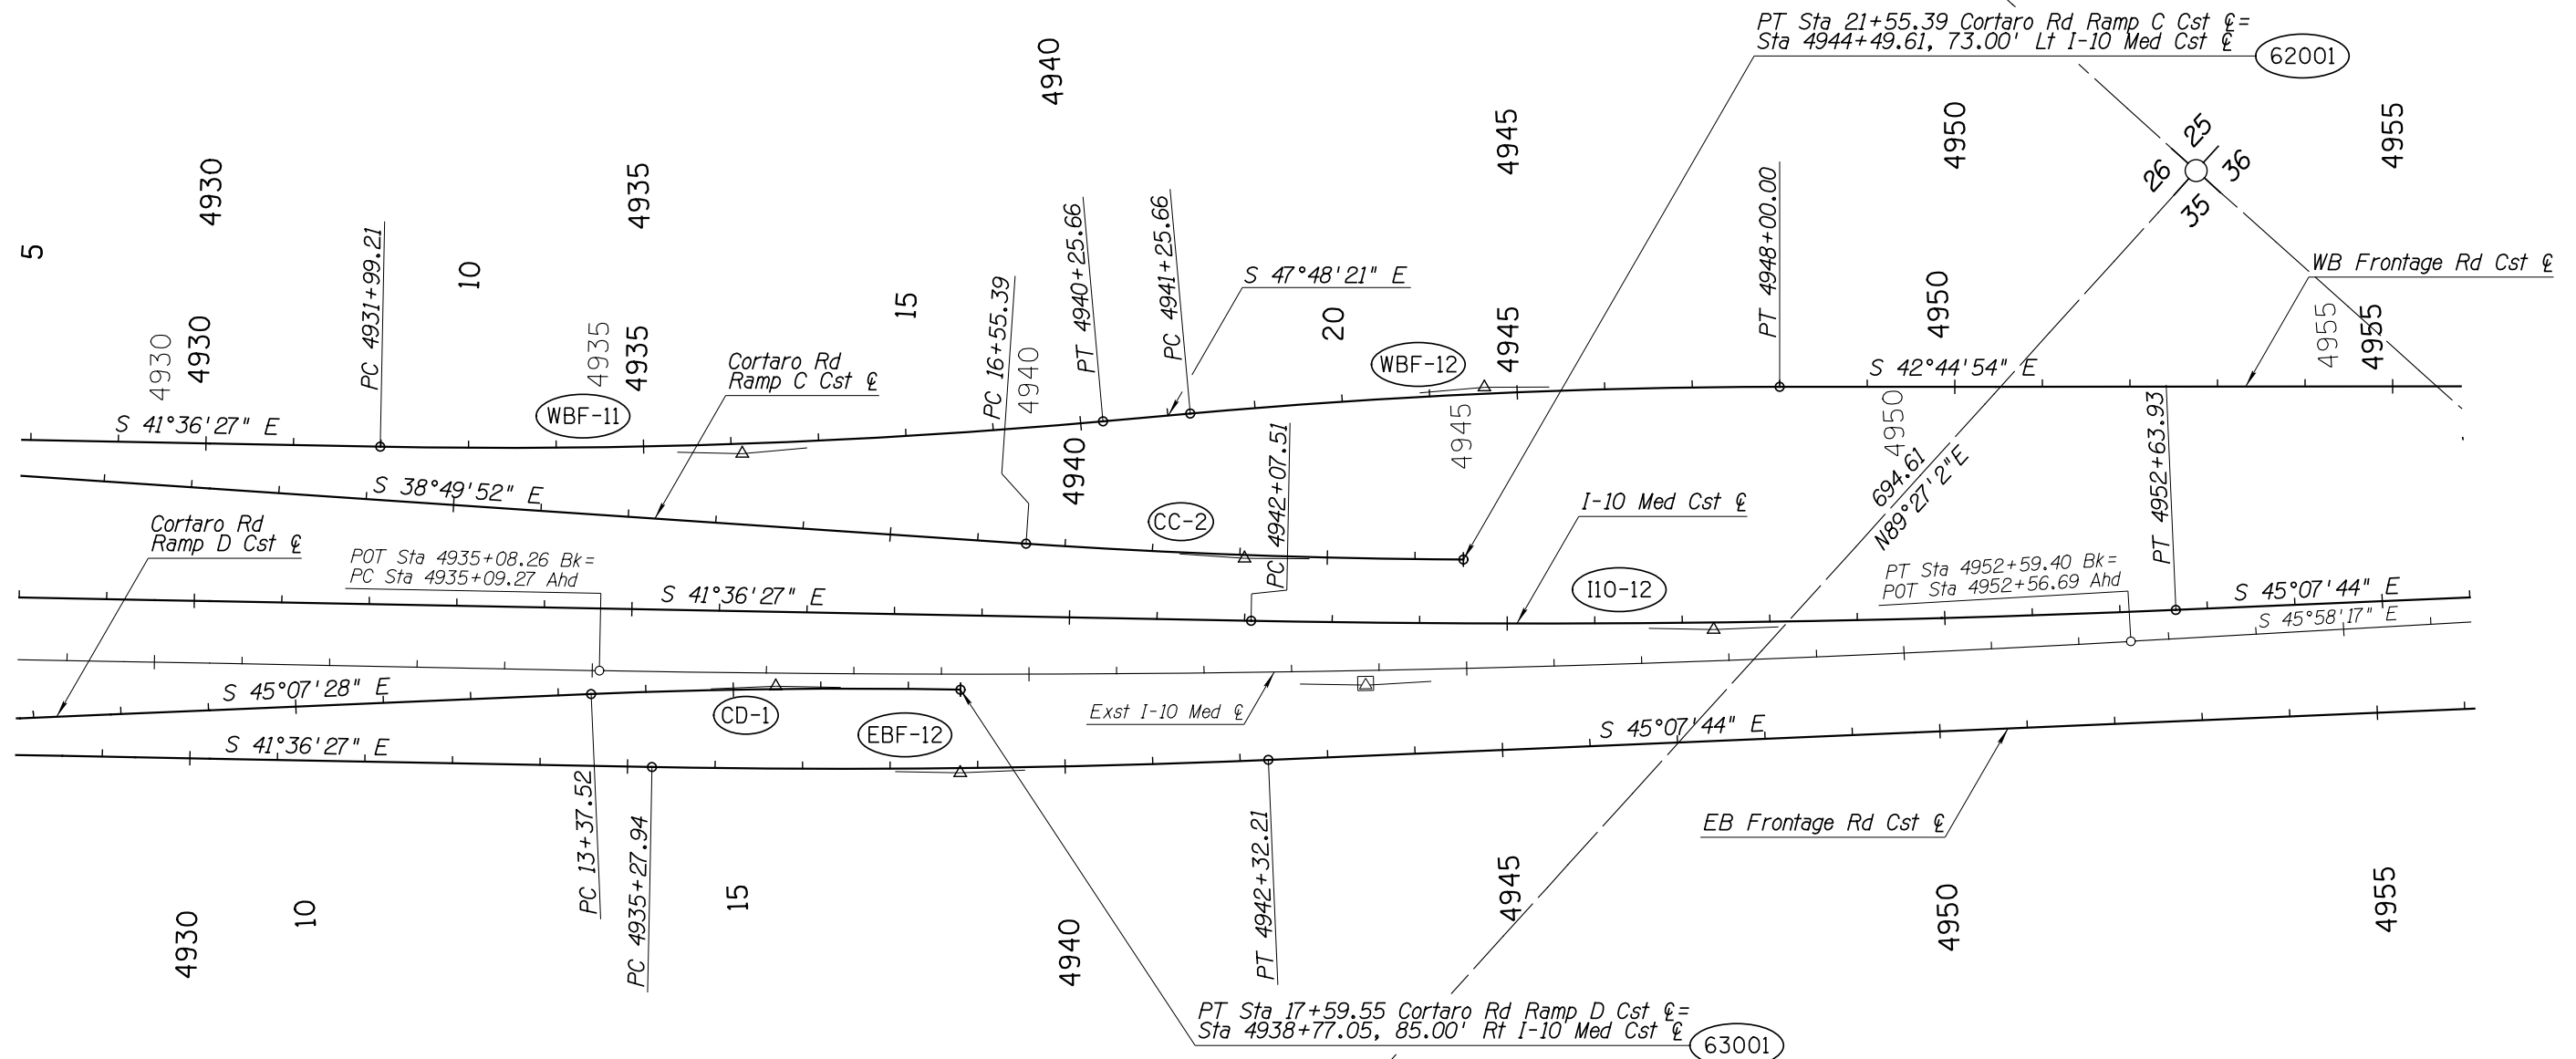 PT Sta 21+55.39 Cortaro Rd Ramp C Cst ℄=
Sta 4944+49.61, 73.00' Lt I-10 Med Cst ℄
62001
4940
4945
4950
4955
4930
4935
25
26
36
35
5
10
15
20
PC 4931+99.21
PC 16+55.39
PT 4940+25.66
PC 4941+25.66
S 47°48'21" E
PT 4948+00.00
WB Frontage Rd Cst ℄
4930
4930
4935
4935
4940
4945
4950
4955
4955
Cortaro Rd
Ramp C Cst ℄
WBF-11
WBF-12
S 42°44'54" E
S 41°36'27" E
4940
4945
4950
PC 4942+07.51
PT 4952+63.93
S 38°49'52" E
CC-2
I-10 Med Cst ℄
694.61
N89°27'2"E
Cortaro Rd
Ramp D Cst ℄
POT Sta 4935+08.26 Bk=
PC Sta 4935+09.27 Ahd
S 41°36'27" E
I10-12
PT Sta 4952+59.40 Bk=
POT Sta 4952+56.69 Ahd
S 45°07'44" E
S 45°58'17" E
S 45°07'28" E
CD-1
Exst I-10 Med ℄
S 41°36'27" E
EBF-12
S 45°07'44" E
PC 13+37.52
PC 4935+27.94
PT 4942+32.21
EB Frontage Rd Cst ℄
4930
10
15
4940
4945
4950
4955
PT Sta 17+59.55 Cortaro Rd Ramp D Cst ℄=
Sta 4938+77.05, 85.00' Rt I-10 Med Cst ℄
63001